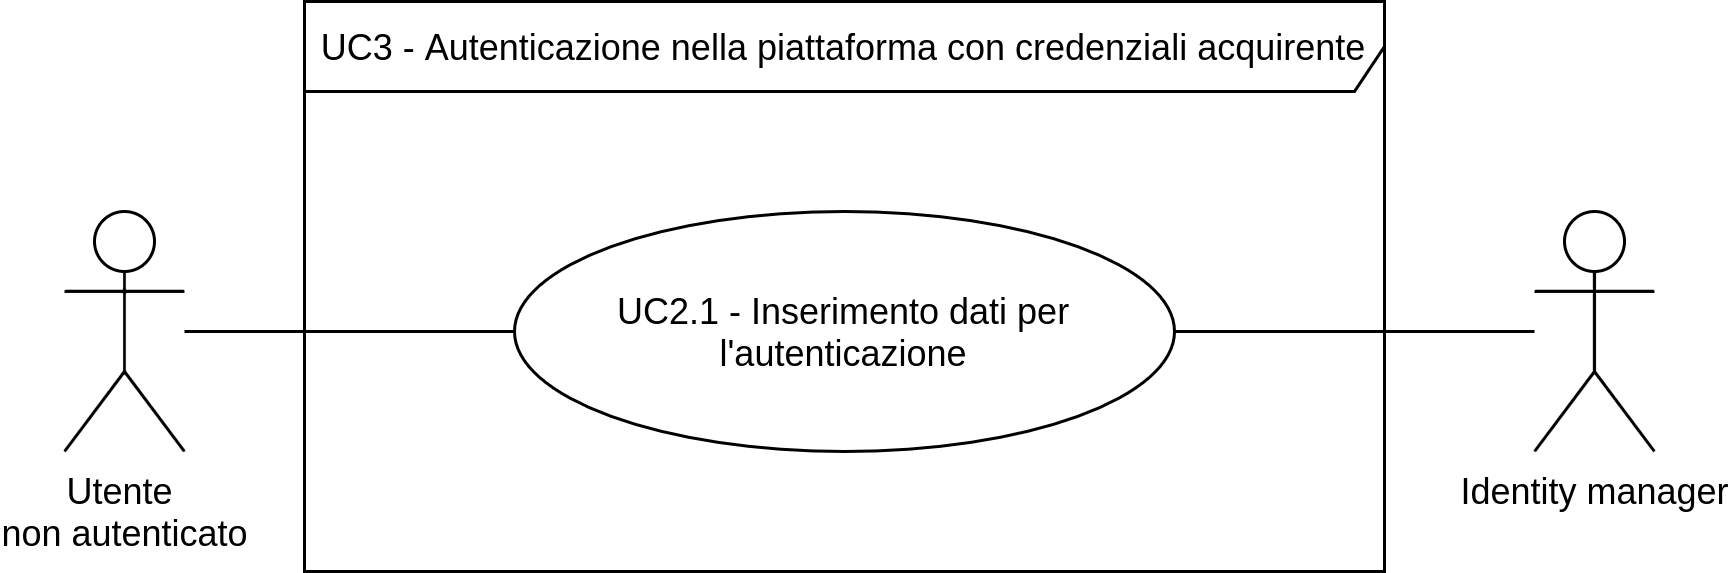 UC3 - Autenticazione nella piattaforma con credenziali acquirente
UC2.1 - Inserimento dati per
l'autenticazione
Utente
non autenticato
Identity manager